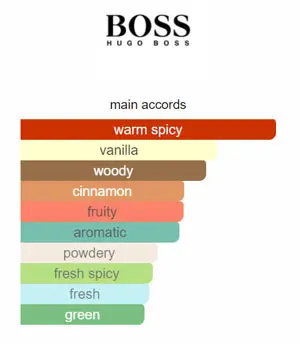 BOSS
HUGO BOSS
main accords
warm spicy
vanilla
woody
cinnamon
fruity
aromatic
powdery
fresh spicy
fresh
green